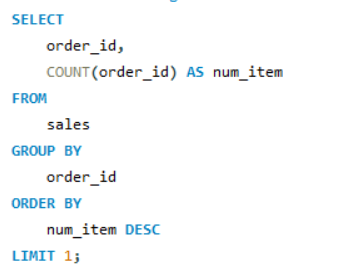 SELECT
order_id,
COUNT(order_id) AS num_item
FROM
sales
GROUP BY
order_id
ORDER BY
num_item DESC
LIMIT 1;